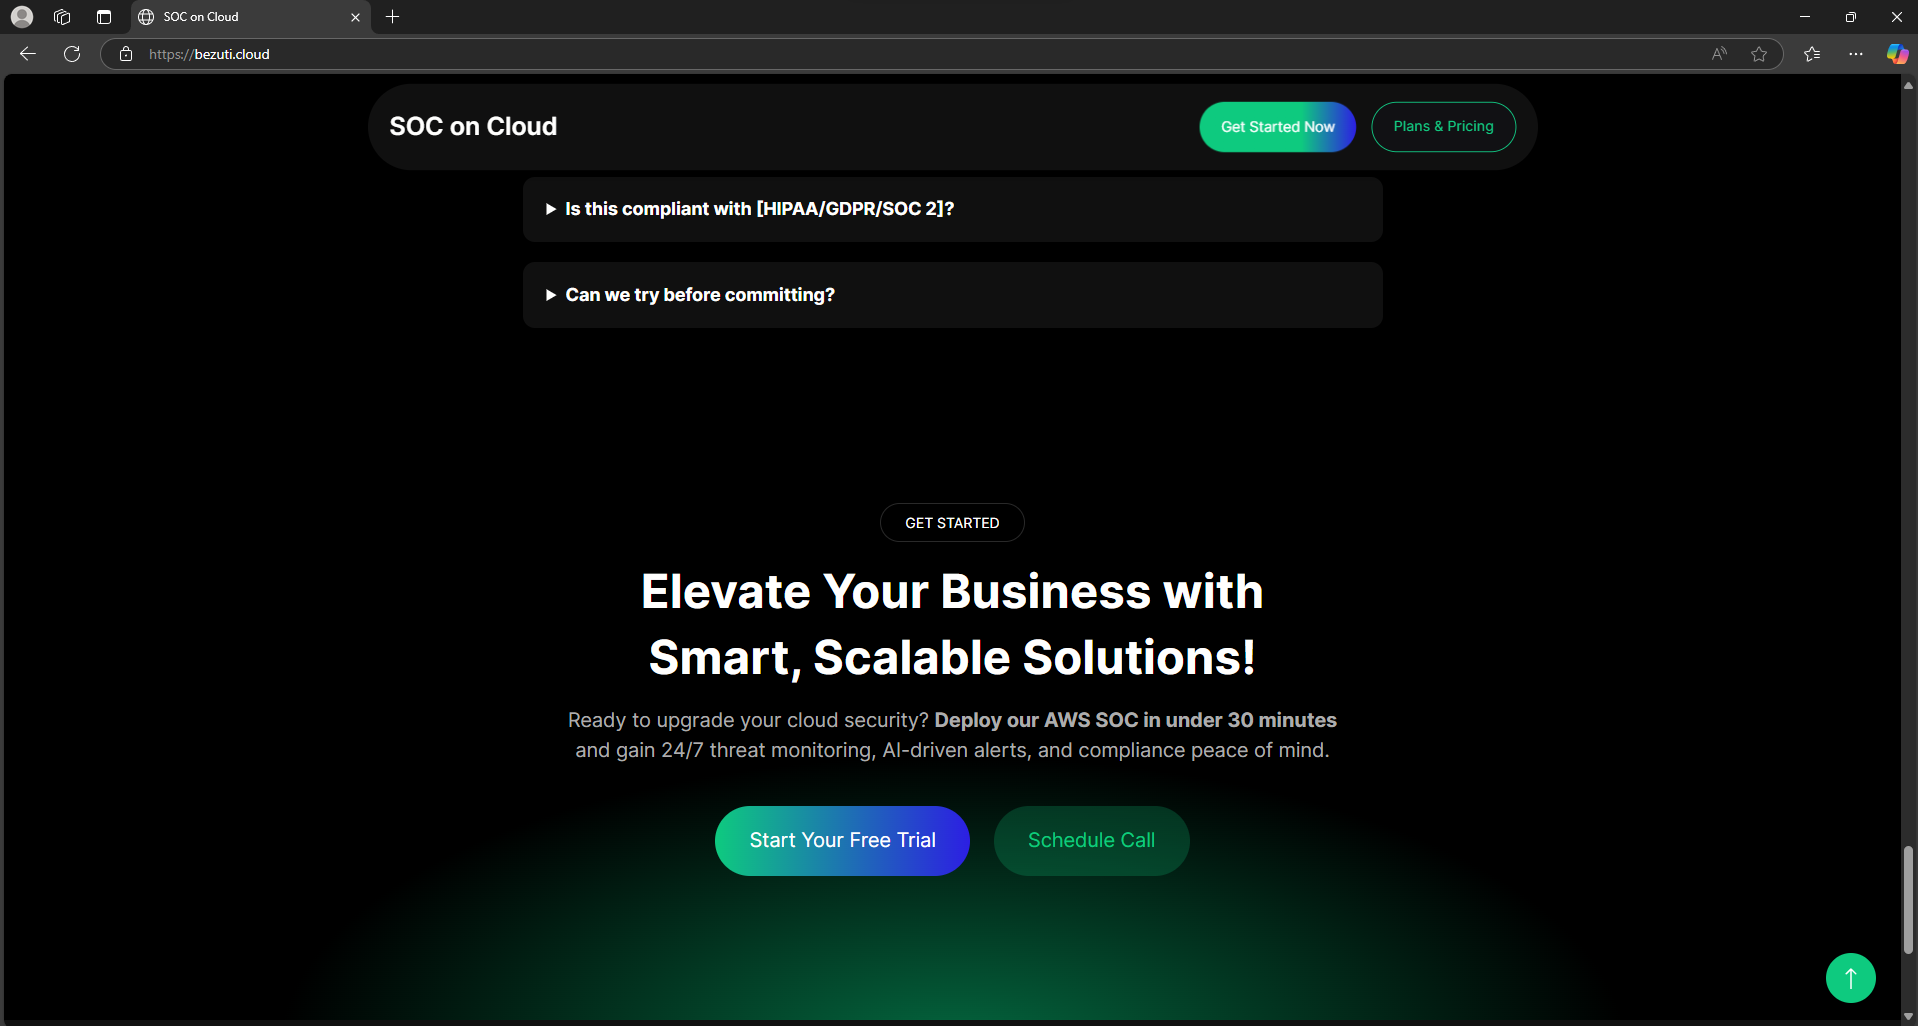 SOC on Cloud
https://bezuti.cloud
SOC on Cloud
Get Started Now
Plans & Pricing
Is this compliant with [HIPAA/GDPR/SOC 2]?
Can we try before committing?
GET STARTED
Elevate Your Business with
Smart, Scalable Solutions!
Ready to upgrade your cloud security? Deploy our AWS SOC in under 30 minutes
and gain 24/7 threat monitoring, AI-driven alerts, and compliance peace of mind.
Start Your Free Trial
Schedule Call